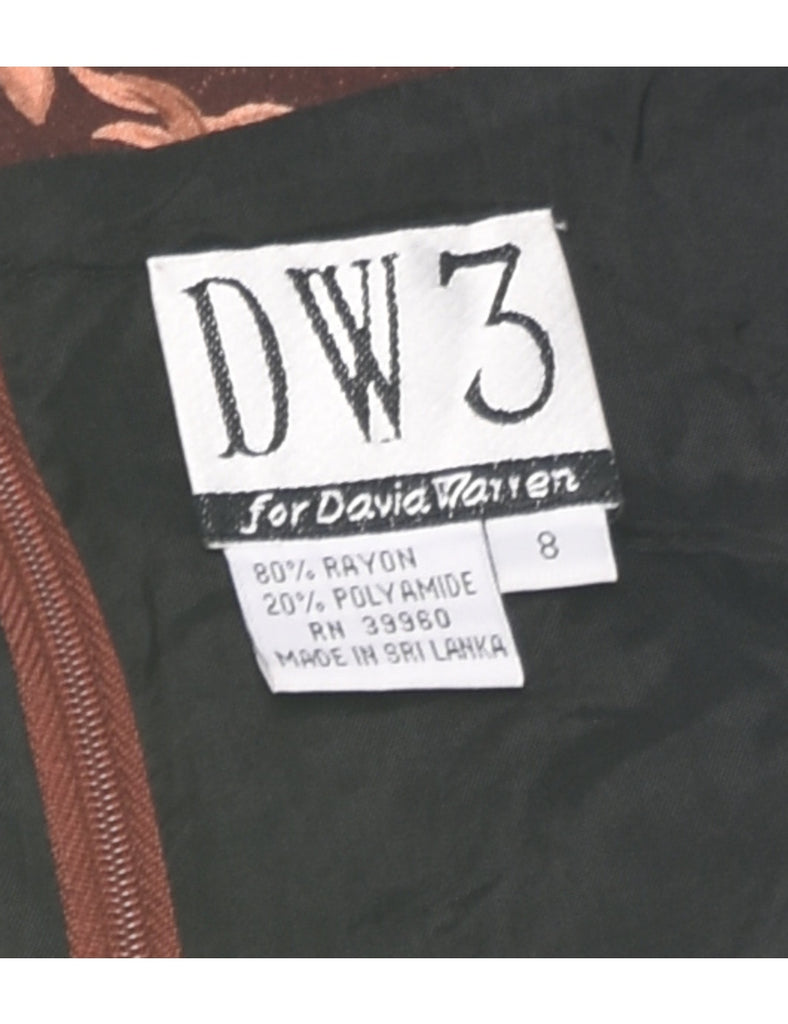 DW3
for David Warren
8
80% RAYON
20% POLYAMIDE
RN 39960
MADE IN SRI LANKA